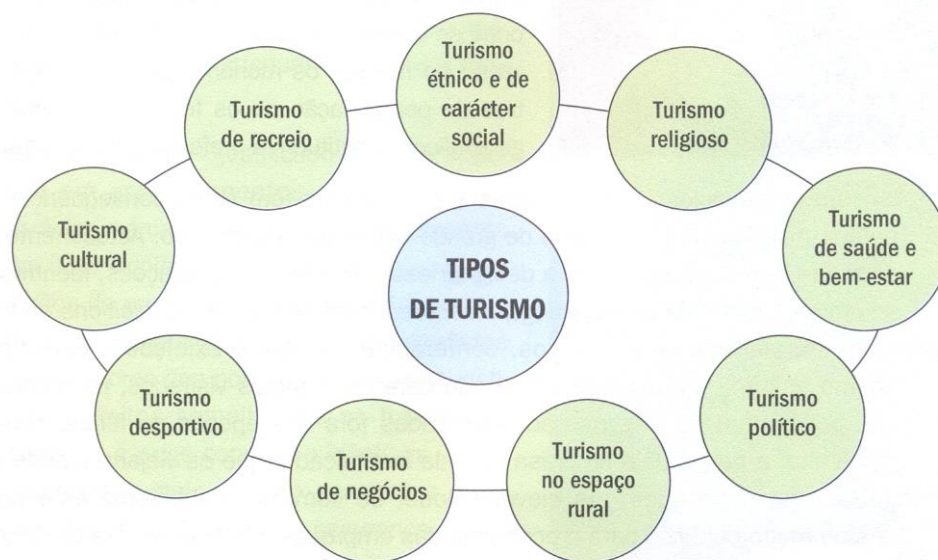 Turismo
étnico e de
carácter
social
Turismo
religioso
Turismo
de saúde e
bem-estar
Turismo
político
Turismo
no espaço
rural
Turismo
de negócios
Turismo
desportivo
Turismo
cultural
Turismo
de recreio
TIPOS
DE TURISMO